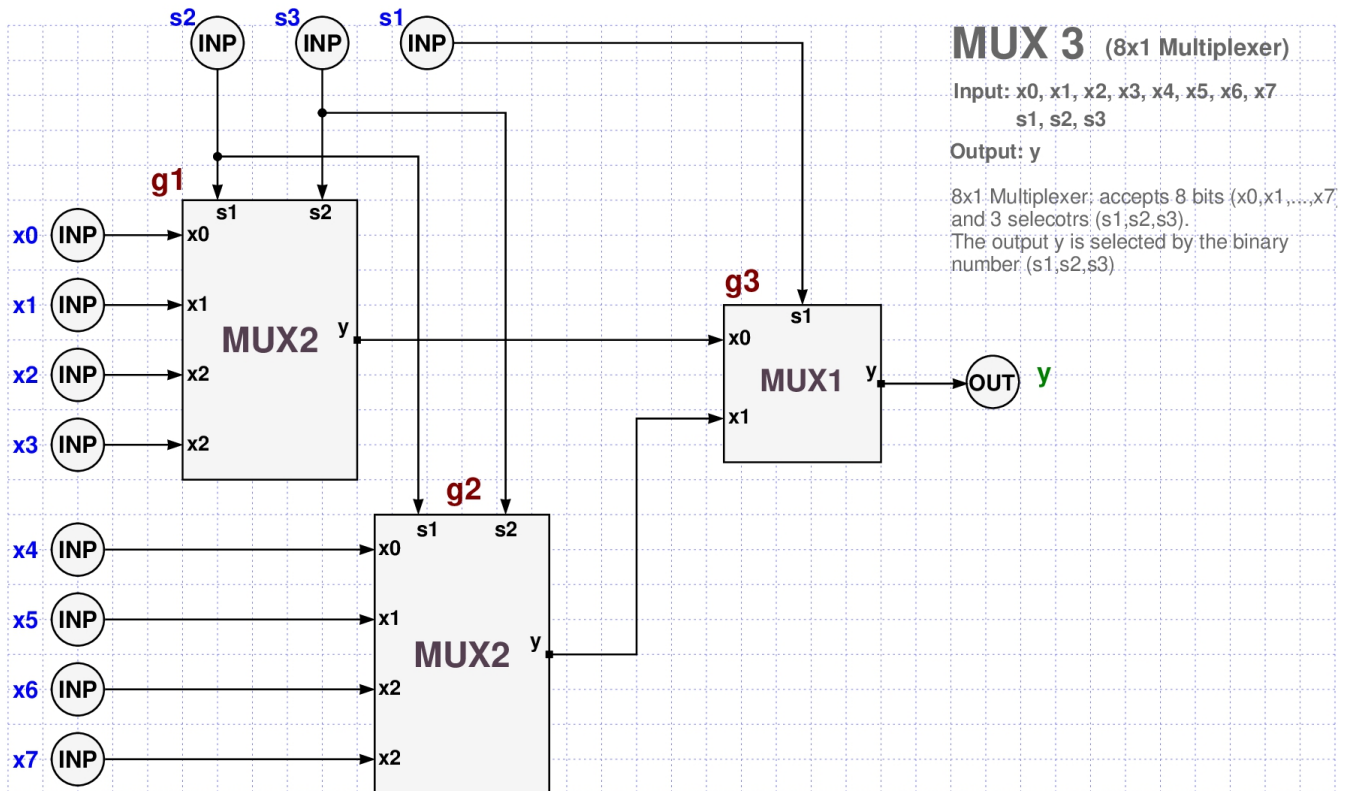 s2 s3 s1
INP INP INP
MUX 3 (8x1 Multiplexer)
Input: x0, x1, x2, x3, x4, x5, x6, x7
s1, s2, s3
Output: y
8x1 Multiplexer: accepts 8 bits (x0,x1,...,x7
and 3 selecotrs (s1,s2,s3).
The output y is selected by the binary
number (s1,s2,s3)
g1
s1 s2
x0 INP x0
x1 INP x1
MUX2 y
x2 INP x2
x3 INP x2
g3
s1
x0
MUX1 y OUT y
x1
g2
s1 s2
x4 INP x0
x5 INP x1
MUX2 y
x6 INP x2
x7 INP x2